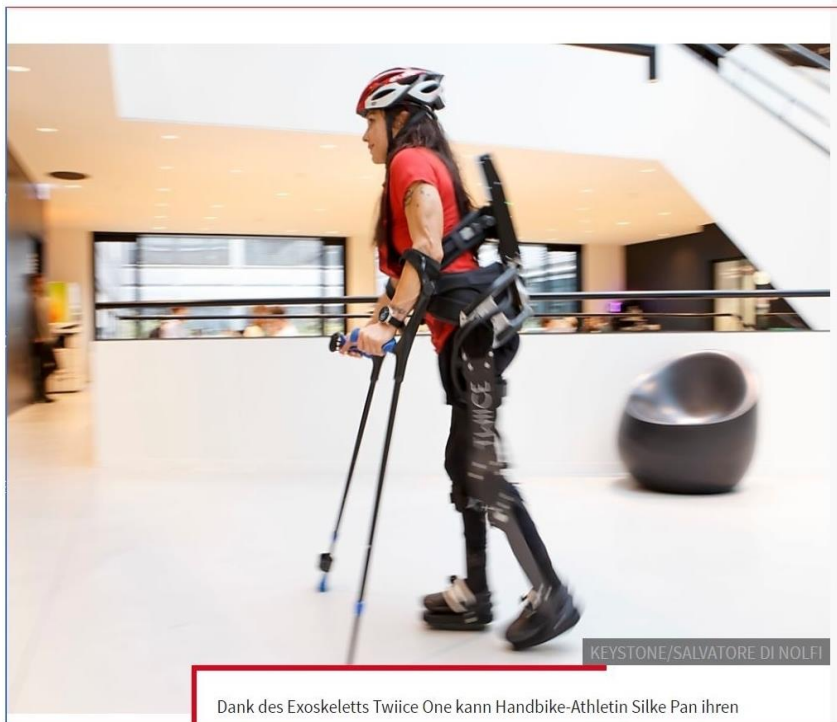 TWIICE
KEYSTONE/SALVATORE DI NOLFI
Dank des Exoskeletts Twiice One kann Handbike-Athletin Silke Pan ihren